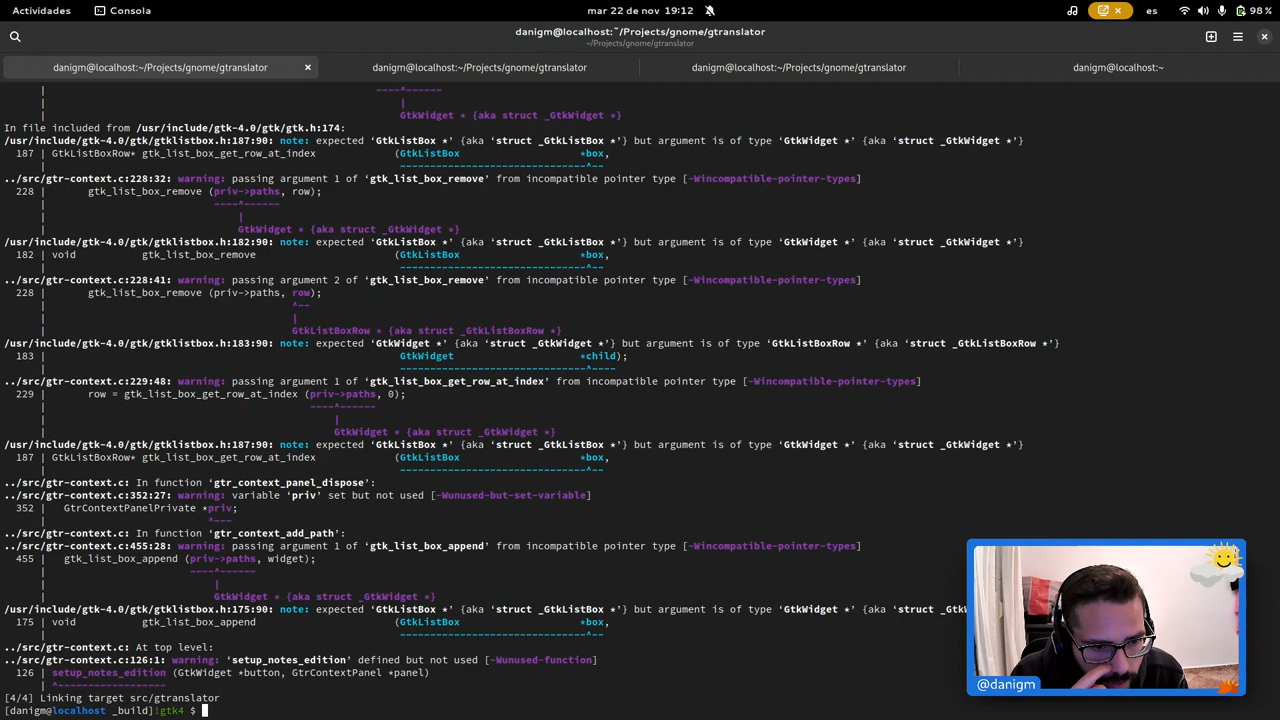 Actividades
Consola
mar 22 de nov 19:12
es
98 %
danigm@localhost:~/Projects/gnome/gtranslator
~/Projects/gnome/gtranslator
danigm@localhost:~/Projects/gnome/gtranslator
danigm@localhost:~/Projects/gnome/gtranslator
danigm@localhost:~/Projects/gnome/gtranslator
danigm@localhost:~
| ~~~~^~~~~~
| |
| GtkWidget * {aka struct _GtkWidget *}
In file included from /usr/include/gtk-4.0/gtk/gtk.h:174:
/usr/include/gtk-4.0/gtk/gtklistbox.h:187:90: note: expected ‘GtkListBox *’ {aka ‘struct _GtkListBox *’} but argument is of type ‘GtkWidget *’ {aka ‘struct _GtkWidget *’}
187 | GtkListBoxRow* gtk_list_box_get_row_at_index (GtkListBox *box,
| ~~~~~~~~~~~~~~~~~~~~~~~~~~~~~~~^~~
../src/gtr-context.c:228:32: warning: passing argument 1 of ‘gtk_list_box_remove’ from incompatible pointer type [-Wincompatible-pointer-types]
228 | gtk_list_box_remove (priv->paths, row);
| ~~~~^~~~~~
| |
| GtkWidget * {aka struct _GtkWidget *}
/usr/include/gtk-4.0/gtk/gtklistbox.h:182:90: note: expected ‘GtkListBox *’ {aka ‘struct _GtkListBox *’} but argument is of type ‘GtkWidget *’ {aka ‘struct _GtkWidget *’}
182 | void gtk_list_box_remove (GtkListBox *box,
| ~~~~~~~~~~~~~~~~~~~~~~~~~~~~~~~^~~
../src/gtr-context.c:228:41: warning: passing argument 2 of ‘gtk_list_box_remove’ from incompatible pointer type [-Wincompatible-pointer-types]
228 | gtk_list_box_remove (priv->paths, row);
| ^~~
| |
| GtkListBoxRow * {aka struct _GtkListBoxRow *}
/usr/include/gtk-4.0/gtk/gtklistbox.h:183:90: note: expected ‘GtkWidget *’ {aka ‘struct _GtkWidget *’} but argument is of type ‘GtkListBoxRow *’ {aka ‘struct _GtkListBoxRow *’}
183 | GtkWidget *child);
| ~~~~~~~~~~~~~~~~~~~~~~~~~~~~~~~^~~~~
../src/gtr-context.c:229:48: warning: passing argument 1 of ‘gtk_list_box_get_row_at_index’ from incompatible pointer type [-Wincompatible-pointer-types]
229 | row = gtk_list_box_get_row_at_index (priv->paths, 0);
| ~~~~^~~~~~
| |
| GtkWidget * {aka struct _GtkWidget *}
/usr/include/gtk-4.0/gtk/gtklistbox.h:187:90: note: expected ‘GtkListBox *’ {aka ‘struct _GtkListBox *’} but argument is of type ‘GtkWidget *’ {aka ‘struct _GtkWidget *’}
187 | GtkListBoxRow* gtk_list_box_get_row_at_index (GtkListBox *box,
| ~~~~~~~~~~~~~~~~~~~~~~~~~~~~~~~^~~
../src/gtr-context.c: In function ‘gtr_context_panel_dispose’:
../src/gtr-context.c:352:27: warning: variable ‘priv’ set but not used [-Wunused-but-set-variable]
352 | GtrContextPanelPrivate *priv;
| ^~~~
../src/gtr-context.c: In function ‘gtr_context_add_path’:
../src/gtr-context.c:455:28: warning: passing argument 1 of ‘gtk_list_box_append’ from incompatible pointer type [-Wincompatible-pointer-types]
455 | gtk_list_box_append (priv->paths, widget);
| ~~~~^~~~~~
| |
| GtkWidget * {aka struct _GtkWidget *}
/usr/include/gtk-4.0/gtk/gtklistbox.h:175:90: note: expected ‘GtkListBox *’ {aka ‘struct _GtkListBox *’} but argument is of type ‘GtkWidget *’ {aka ‘struct _G
175 | void gtk_list_box_append (GtkListBox *box,
| ~~~~~~~~~~~~~~~~~~~~~~~~~~~~~~~^~~
../src/gtr-context.c: At top level:
../src/gtr-context.c:126:1: warning: ‘setup_notes_edition’ defined but not used [-Wunused-function]
126 | setup_notes_edition (GtkWidget *button, GtrContextPanel *panel)
| ^~~~~~~~~~~~~~~~~~~
[4/4] Linking target src/gtranslator
[danigm@localhost _build]!gtk4 $
@danigm